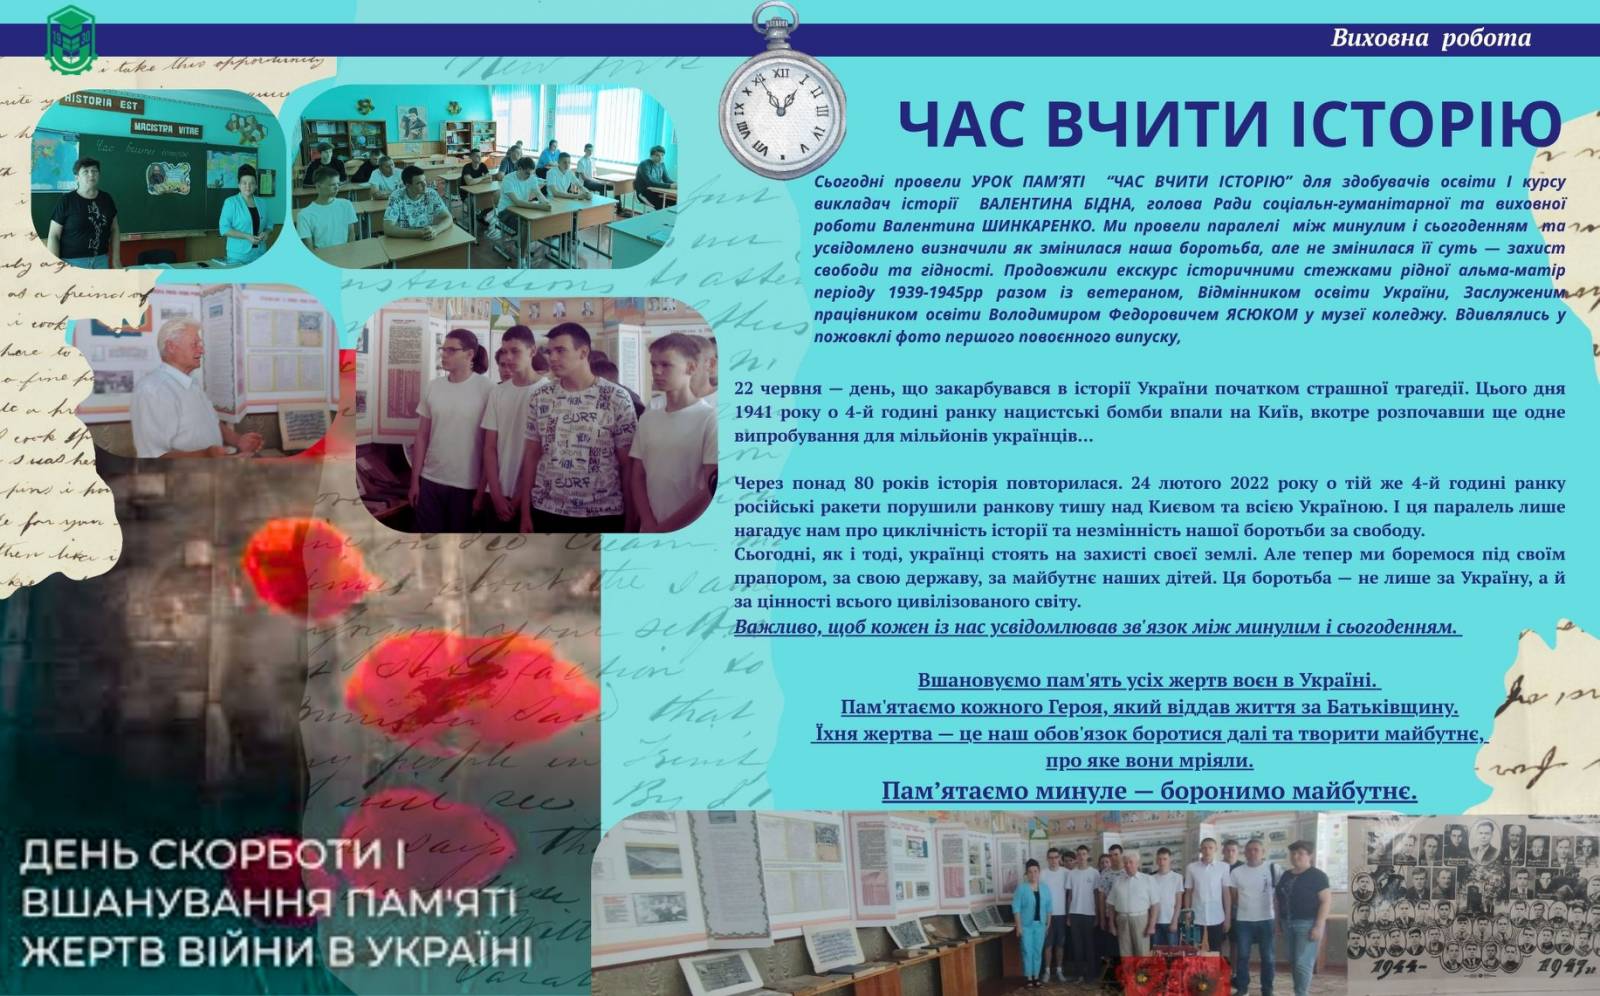 Виховна робота
1930
HISTORIA EST
MAGISTRA VITAE
Час вчити історію
ЧАС ВЧИТИ ІСТОРІЮ
Сьогодні провели УРОК ПАМ’ЯТІ “ЧАС ВЧИТИ ІСТОРІЮ” для здобувачів освіти І курсу
викладач історії ВАЛЕНТИНА БІДНА, голова Ради соціальн-гуманітарної та виховної
роботи Валентина ШИНКАРЕНКО. Ми провели паралелі між минулим і сьогоденням та
усвідомлено визначили як змінилася наша боротьба, але не змінилася її суть — захист
свободи та гідності. Продовжили екскурс історичними стежками рідної альма-матір
періоду 1939-1945рр разом із ветераном, Відмінником освіти України, Заслуженим
працівником освіти Володимиром Федоровичем ЯСЮКОМ у музеї коледжу. Вдивлялись у
пожовклі фото першого повоєнного випуску,
22 червня — день, що закарбувався в історії України початком страшної трагедії. Цього дня
1941 року о 4-й годині ранку нацистські бомби впали на Київ, вкотре розпочавши ще одне
випробування для мільйонів українців...
Через понад 80 років історія повторилася. 24 лютого 2022 року о тій же 4-й годині ранку
російські ракети порушили ранкову тишу над Києвом та всією Україною. І ця паралель лише
нагадує нам про циклічність історії та незмінність нашої боротьби за свободу.
Сьогодні, як і тоді, українці стоять на захисті своєї землі. Але тепер ми боремося під своїм
прапором, за свою державу, за майбутнє наших дітей. Ця боротьба — не лише за Україну, а й
за цінності всього цивілізованого світу.
Важливо, щоб кожен із нас усвідомлював зв'язок між минулим і сьогоденням.
Вшановуємо пам'ять усіх жертв воєн в Україні.
Пам'ятаємо кожного Героя, який віддав життя за Батьківщину.
Їхня жертва — це наш обов'язок боротися далі та творити майбутнє,
про яке вони мріяли.
Пам’ятаємо минуле — боронимо майбутнє.
ДЕНЬ СКОРБОТИ І
ВШАНУВАННЯ ПАМ'ЯТІ
ЖЕРТВ ВІЙНИ В УКРАЇНІ
1944-
1947